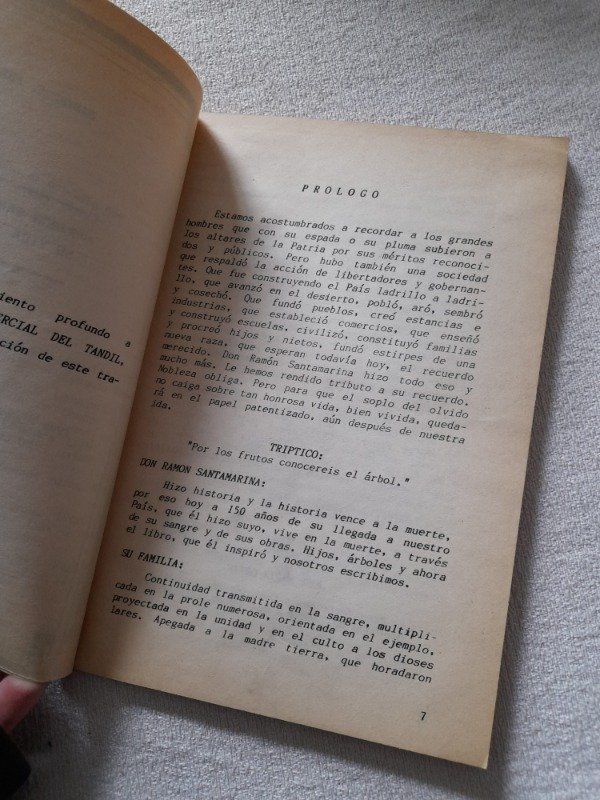 iento profundo a
ERCIAL DEL TANDIL,
ción de este tra-
PROLOGO
Estamos acostumbrados a recordar a los grandes
hombres que con su espada o su pluma subieron a
los altares de la Patria por sus méritos reconoci-
dos y públicos. Pero hubo también una sociedad
que respaldó la acción de libertadores y gobernan-
tes. Que fue construyendo el País ladrillo a ladri-
llo, que avanzó en el desierto, pobló, aró, sembró
y cosechó. Que fundó pueblos, creó estancias e
industrias, que estableció comercios, que enseñó
y construyó escuelas, civilizó, constituyó familias
y procreó hijos y nietos, fundó estirpes de una
nueva raza, que esperan todavía hoy, el recuerdo
merecido. Don Ramón Santamarina hizo todo eso y
mucho más. Le hemos rendido tributo a su recuerdo.
Nobleza obliga. Pero para que el soplo del olvido
no caiga sobre tan honrosa vida, bien vivida, queda-
rá en el papel patentizado, aún después de nuestra
ida.
TRIPTICO:
"Por los frutos conocereis el árbol."
DON RAMON SANTAMARINA:
Hizo historia y la historia vence a la muerte,
por eso hoy a 150 años de su llegada a nuestro
País, que él hizo suyo, vive en la muerte, a través
de su sangre y de sus obras. Hijos, árboles y ahora
el libro, que él inspiró y nosotros escribimos.
SU FAMILIA:
Continuidad transmitida en la sangre, multipli-
cada en la prole numerosa, orientada en el ejemplo,
proyectada en la unidad y en el culto a los dioses
lares. Apegada a la madre tierra, que horadaron
7